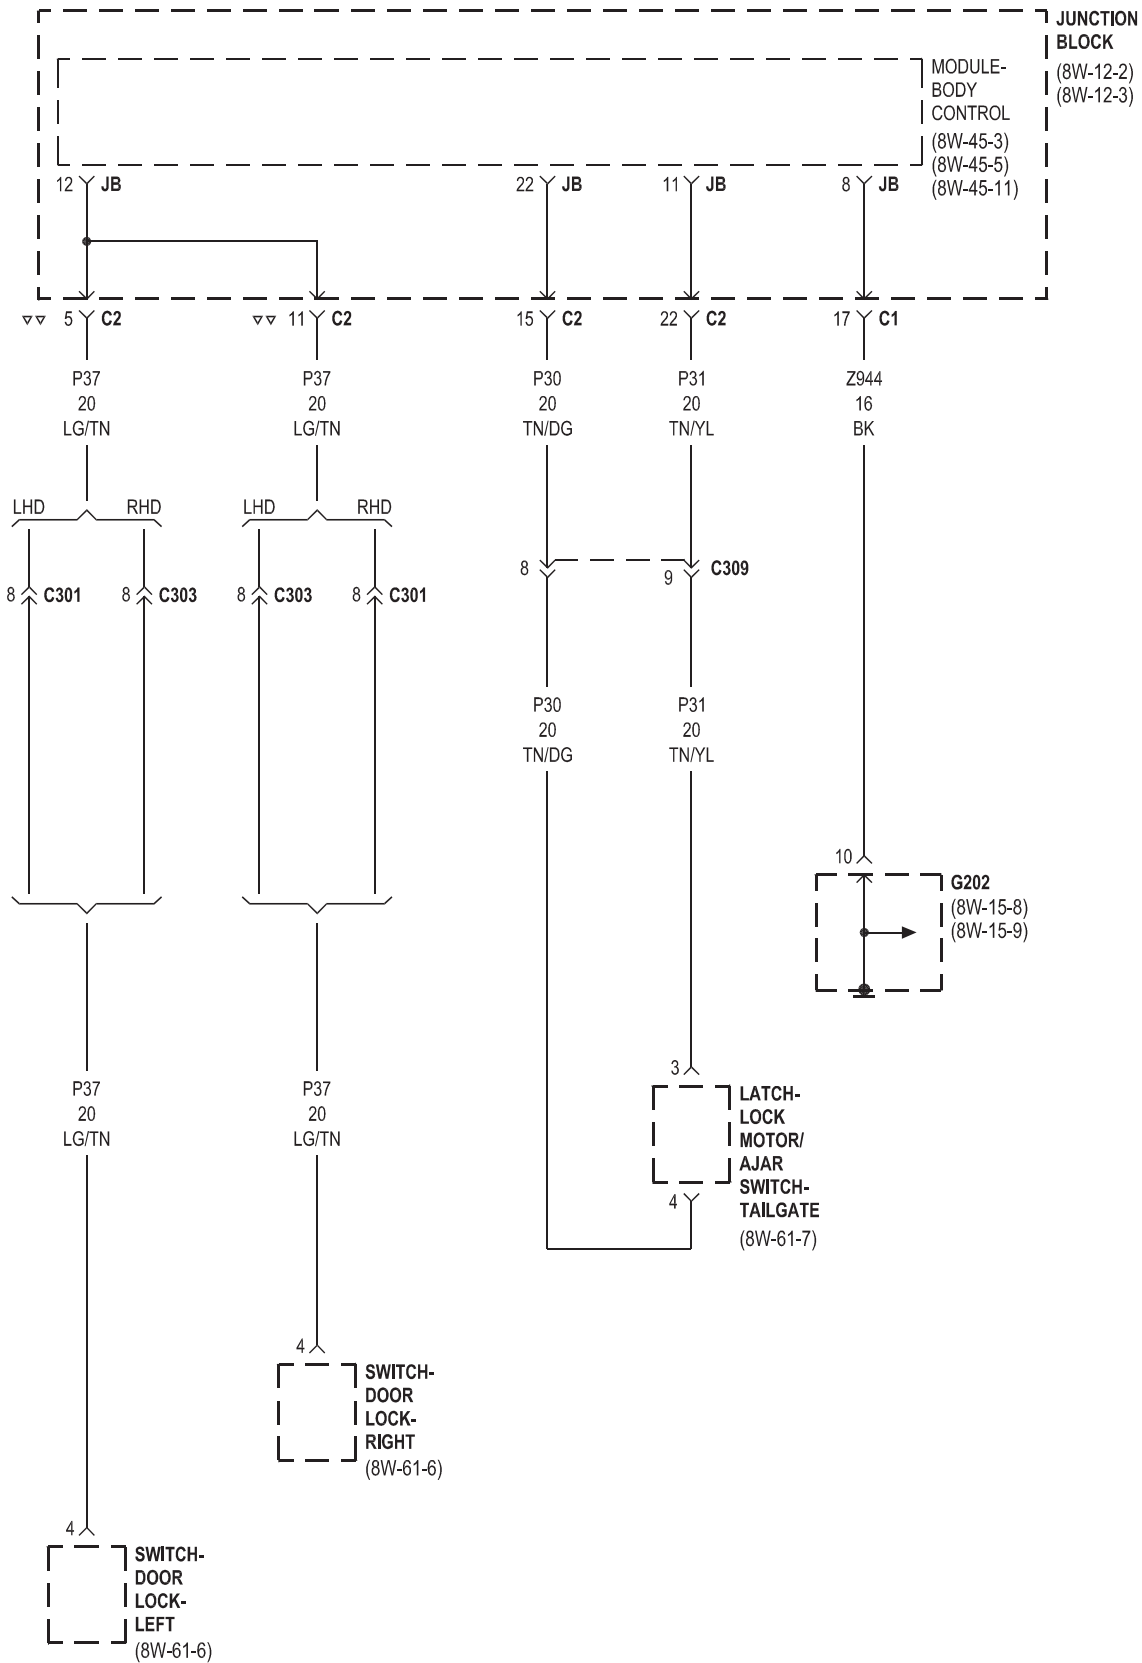 JUNCTION
BLOCK
(8W-12-2)
(8W-12-3)
MODULE-
BODY
CONTROL
(8W-45-3)
(8W-45-5)
(8W-45-11)
12 JB
22 JB
11 JB
8 JB
5 C2
11 C2
15 C2
22 C2
17 C1
P37
20
LG/TN
P37
20
LG/TN
P30
20
TN/DG
P31
20
TN/YL
Z944
16
BK
LHD
RHD
LHD
RHD
8 C301
8 C303
8 C303
8 C301
8
9
C309
P30
20
TN/DG
P31
20
TN/YL
10
G202
(8W-15-8)
(8W-15-9)
P37
20
LG/TN
P37
20
LG/TN
3
LATCH-
LOCK
MOTOR/
AJAR
SWITCH-
TAILGATE
(8W-61-7)
4
4
SWITCH-
DOOR
LOCK-
RIGHT
(8W-61-6)
4
SWITCH-
DOOR
LOCK-
LEFT
(8W-61-6)